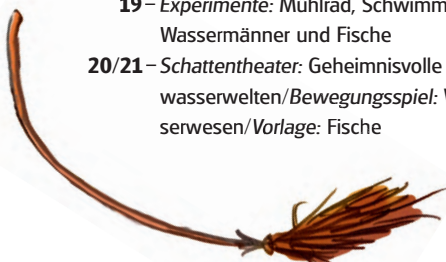 19 – Experimente: Mühlrad, Schwimm
Wassermänner und Fische
20/21 – Schattentheater: Geheimnisvolle
wasserwelten/Bewegungsspiel:
serwesen/Vorlage: Fische